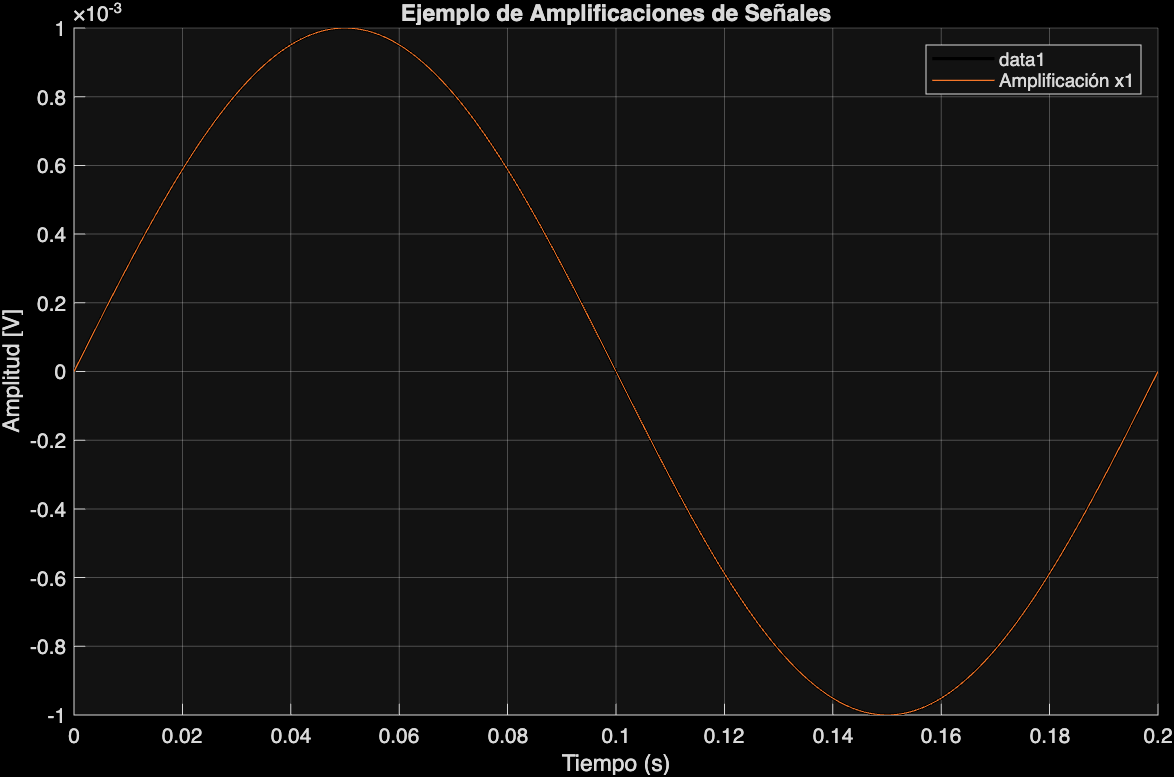 Ejemplo de Amplificaciones de Señales
×10-3
data1
Amplificación x1
1
0.8
0.6
0.4
0.2
0
-0.2
-0.4
-0.6
-0.8
-1
Amplitud [V]
0 0.02 0.04 0.06 0.08 0.1 0.12 0.14 0.16 0.18 0.2
Tiempo (s)